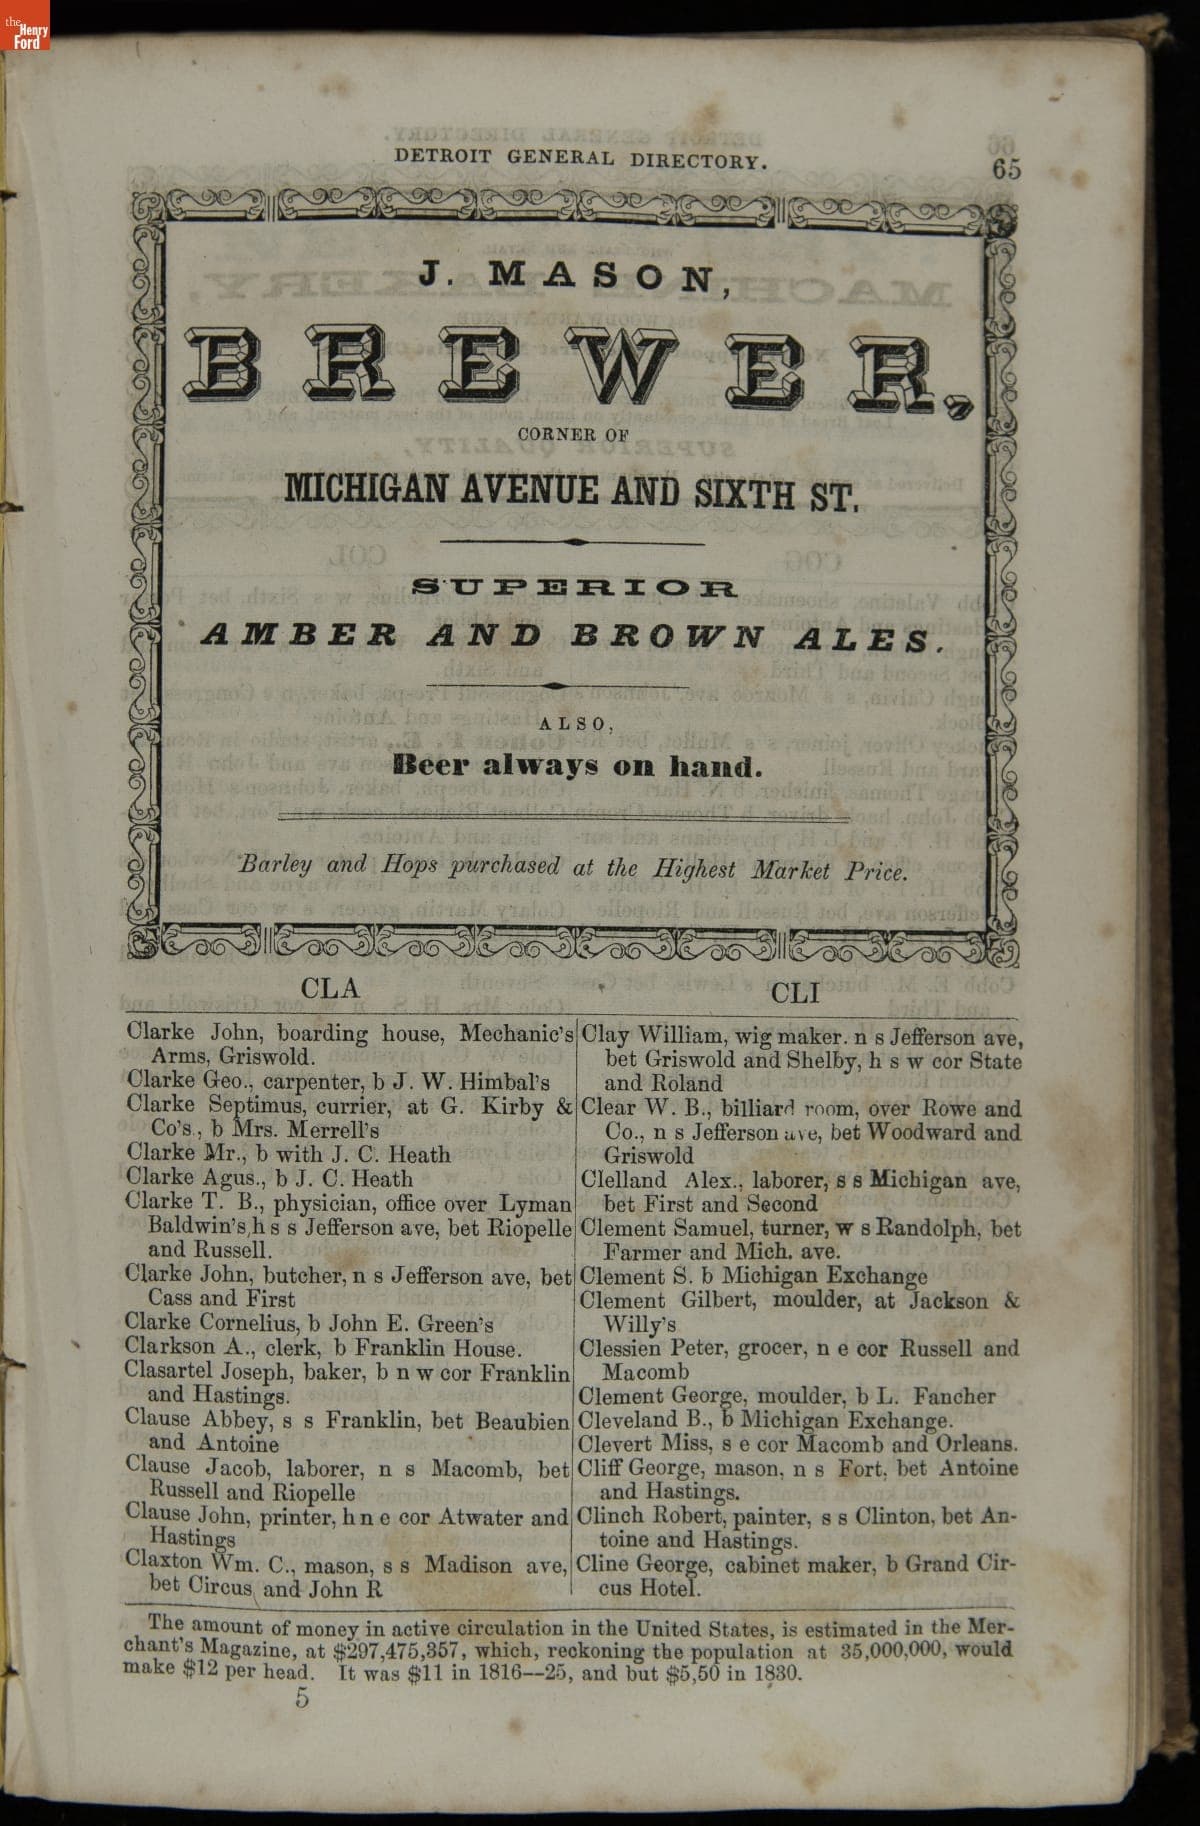 the
Henry
Ford
DETROIT GENERAL DIRECTORY.
65
J. MASON,
BREWER,
CORNER OF
MICHIGAN AVENUE AND SIXTH ST.
SUPERIOR
AMBER AND BROWN ALES.
ALSO,
Beer always on hand.
Barley and Hops purchased at the Highest Market Price.
CLA
Clarke John, boarding house, Mechanic's
Arms, Griswold.
Clarke Geo., carpenter, b J. W. Himbal's
Clarke Septimus, currier, at G. Kirby &
Co's., b Mrs. Merrell's
Clarke Mr., b with J. C. Heath
Clarke Agus., b J. C. Heath
Clarke T. B., physician, office over Lyman
Baldwin's, h s s Jefferson ave, bet Riopelle
and Russell.
Clarke John, butcher, n s Jefferson ave, bet
Cass and First
Clarke Cornelius, b John E. Green's
Clarkson A., clerk, b Franklin House.
Clasartel Joseph, baker, b n w cor Franklin
and Hastings.
Clause Abbey, s s Franklin, bet Beaubien
and Antoine
Clause Jacob, laborer, n s Macomb, bet
Russell and Riopelle
Clause John, printer, h n e cor Atwater and
Hastings
Claxton Wm. C., mason, s s Madison ave,
bet Circus and John R
CLI
Clay William, wig maker. n s Jefferson ave,
bet Griswold and Shelby, h s w cor State
and Roland
Clear W. B., billiard room, over Rowe and
Co., n s Jefferson ave, bet Woodward and
Griswold
Clelland Alex., laborer, s s Michigan ave,
bet First and Second
Clement Samuel, turner, w s Randolph, bet
Farmer and Mich. ave.
Clement S. b Michigan Exchange
Clement Gilbert, moulder, at Jackson &
Willy's
Clessien Peter, grocer, n e cor Russell and
Macomb
Clement George, moulder, b L. Fancher
Cleveland B., b Michigan Exchange.
Clevert Miss, s e cor Macomb and Orleans.
Cliff George, mason, n s Fort, bet Antoine
and Hastings.
Clinch Robert, painter, s s Clinton, bet An-
toine and Hastings.
Cline George, cabinet maker, b Grand Cir-
cus Hotel.
The amount of money in active circulation in the United States, is estimated in the Mer-
chant's Magazine, at $297,475,357, which, reckoning the population at 35,000,000, would
make $12 per head. It was $11 in 1816--25, and but $5,50 in 1830.
5